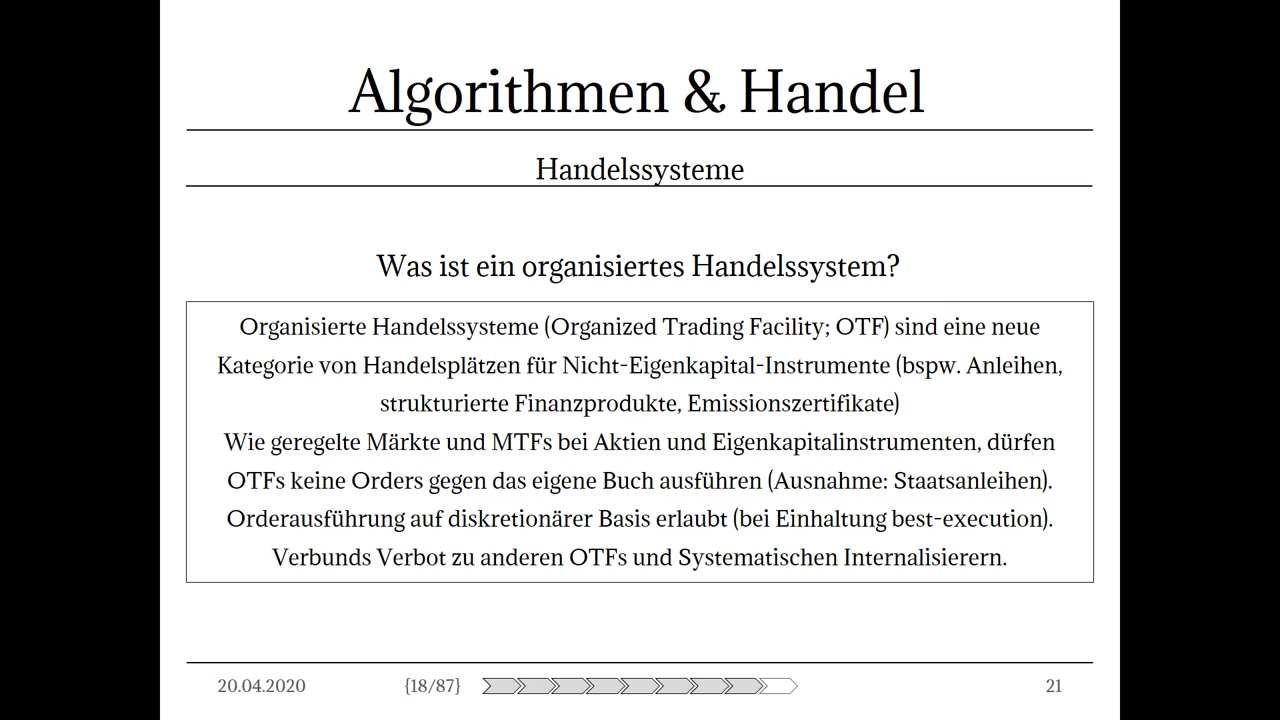 Algorithmen & Handel
Handelssysteme
Was ist ein organisiertes Handelssystem?
Organisierte Handelssysteme (Organized Trading Facility; OTF) sind eine neue
Kategorie von Handelsplätzen für Nicht-Eigenkapital-Instrumente (bspw. Anleihen,
strukturierte Finanzprodukte, Emissionszertifikate)
Wie geregelte Märkte und MTFs bei Aktien und Eigenkapitalinstrumenten, dürfen
OTFs keine Orders gegen das eigene Buch ausführen (Ausnahme: Staatsanleihen).
Orderausführung auf diskretionärer Basis erlaubt (bei Einhaltung best-execution).
Verbunds Verbot zu anderen OTFs und Systematischen Internalisierern.
20.04.2020 {18/87} 21